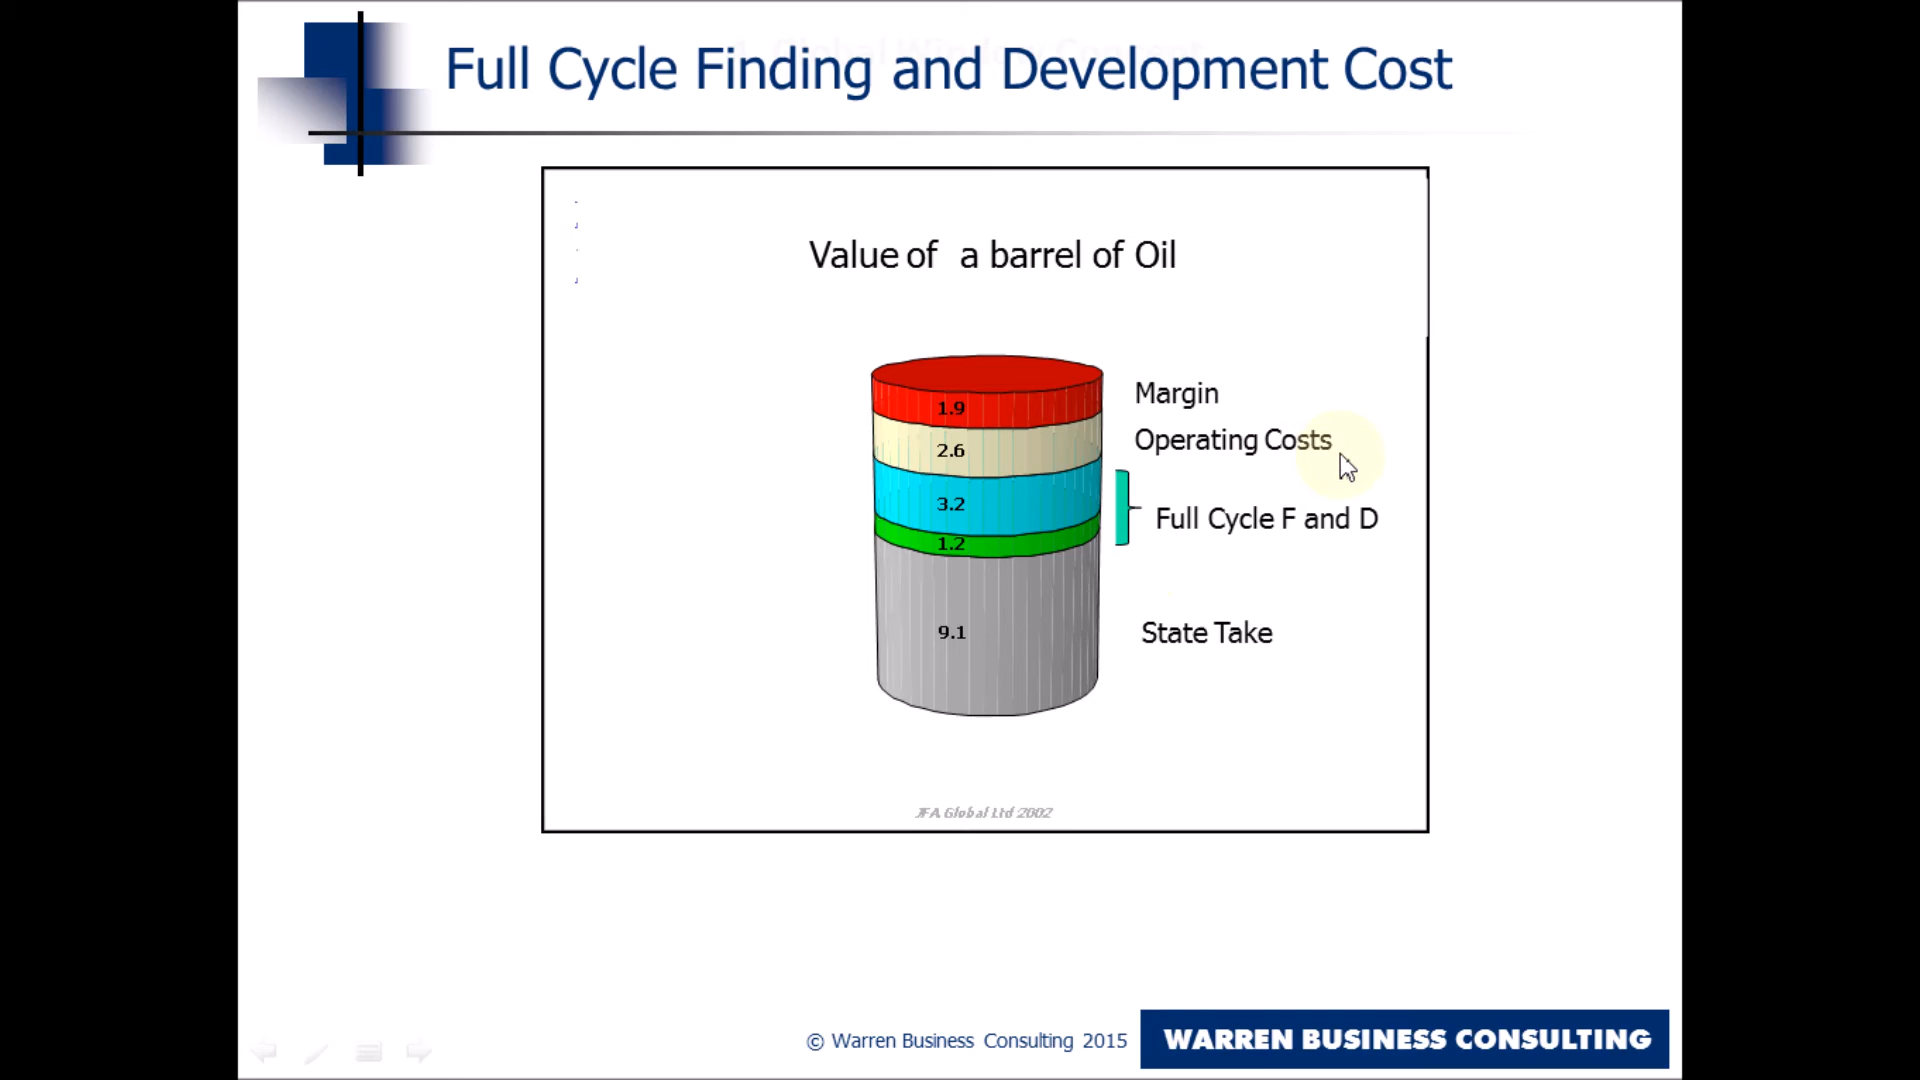 Full Cycle Finding and Development Cost
Value of a barrel of Oil
1.9
Margin
2.6
Operating Costs
3.2
Full Cycle F and D
1.2
9.1
State Take
JFA Global Ltd 2002
© Warren Business Consulting 2015
WARREN BUSINESS CONSULTING